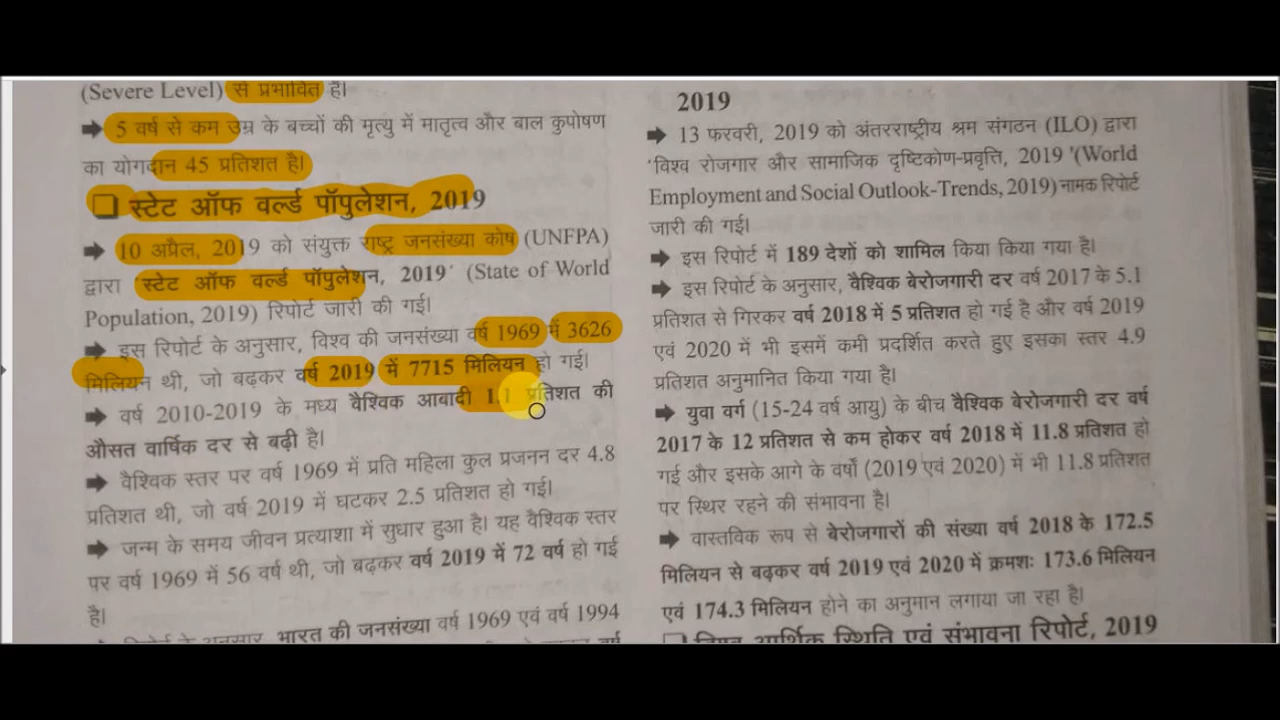 (Severe Level) से प्रभावित है।
➡ 5 वर्ष से कम उम्र के बच्चों की मृत्यु में मातृत्व और बाल कुपोषण
का योगदान 45 प्रतिशत है।
❑ स्टेट ऑफ वर्ल्ड पॉपुलेशन, 2019
➡ 10 अप्रैल, 2019 को संयुक्त राष्ट्र जनसंख्या कोष (UNFPA)
द्वारा 'स्टेट ऑफ वर्ल्ड पॉपुलेशन, 2019' (State of World
Population, 2019) रिपोर्ट जारी की गई।
➡ इस रिपोर्ट के अनुसार, विश्व की जनसंख्या वर्ष 1969 में 3626
मिलियन थी, जो बढ़कर वर्ष 2019 में 7715 मिलियन हो गई।
➡ वर्ष 2010-2019 के मध्य वैश्विक आबादी 1.1 प्रतिशत की
औसत वार्षिक दर से बढ़ी है।
➡ वैश्विक स्तर पर वर्ष 1969 में प्रति महिला कुल प्रजनन दर 4.8
प्रतिशत थी, जो वर्ष 2019 में घटकर 2.5 प्रतिशत हो गई।
➡ जन्म के समय जीवन प्रत्याशा में सुधार हुआ है। यह वैश्विक स्तर
पर वर्ष 1969 में 56 वर्ष थी, जो बढ़कर वर्ष 2019 में 72 वर्ष हो गई
है।
रिपोर्ट के अनुसार, भारत की जनसंख्या वर्ष 1969 एवं वर्ष 1994
2019
➡ 13 फरवरी, 2019 को अंतरराष्ट्रीय श्रम संगठन (ILO) द्वारा
'विश्व रोजगार और सामाजिक दृष्टिकोण-प्रवृत्ति, 2019 '(World
Employment and Social Outlook-Trends, 2019) नामक रिपोर्ट
जारी की गई।
➡ इस रिपोर्ट में 189 देशों को शामिल किया किया गया है।
➡ इस रिपोर्ट के अनुसार, वैश्विक बेरोजगारी दर वर्ष 2017 के 5.1
प्रतिशत से गिरकर वर्ष 2018 में 5 प्रतिशत हो गई है और वर्ष 2019
एवं 2020 में भी इसमें कमी प्रदर्शित करते हुए इसका स्तर 4.9
प्रतिशत अनुमानित किया गया है।
➡ युवा वर्ग (15-24 वर्ष आयु) के बीच वैश्विक बेरोजगारी दर वर्ष
2017 के 12 प्रतिशत से कम होकर वर्ष 2018 में 11.8 प्रतिशत हो
गई और इसके आगे के वर्षों (2019 एवं 2020) में भी 11.8 प्रतिशत
पर स्थिर रहने की संभावना है।
➡ वास्तविक रूप से बेरोजगारों की संख्या वर्ष 2018 के 172.5
मिलियन से बढ़कर वर्ष 2019 एवं 2020 में क्रमशः 173.6 मिलियन
एवं 174.3 मिलियन होने का अनुमान लगाया जा रहा है।
❑ आर्थिक स्थिति एवं संभावना रिपोर्ट, 2019